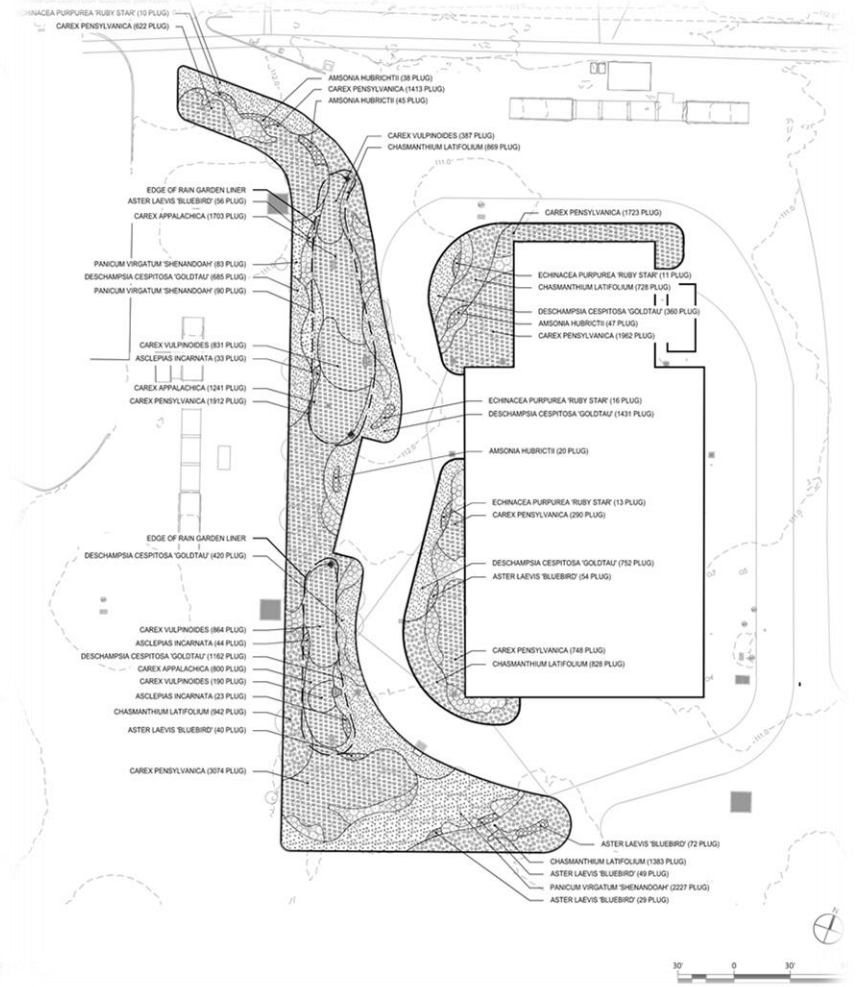 CHINACEA PURPUREA 'RUBY STAR' (10 PLUG)
CAREX PENSYLVANICA (622 PLUG)
AMSONIA HUBRICHTII (38 PLUG)
CAREX PENSYLVANICA (1413 PLUG)
AMSONIA HUBRICTII (45 PLUG)
CAREX VULPINOIDES (387 PLUG)
CHASMANTHIUM LATIFOLIUM (869 PLUG)
EDGE OF RAIN GARDEN LINER
ASTER LAEVIS 'BLUEBIRD' (56 PLUG)
CAREX APPALACHICA (1703 PLUG)
PANICUM VIRGATUM 'SHENANDOAH' (83 PLUG)
DESCHAMPSIA CESPITOSA 'GOLDTAU' (685 PLUG)
PANICUM VIRGATUM 'SHENANDOAH' (90 PLUG)
CAREX VULPINOIDES (831 PLUG)
ASCLEPIAS INCARNATA (33 PLUG)
CAREX APPALACHICA (1241 PLUG)
CAREX PENSYLVANICA (1912 PLUG)
CAREX PENSYLVANICA (1723 PLUG)
ECHINACEA PURPUREA 'RUBY STAR' (11 PLUG)
CHASMANTHIUM LATIFOLIUM (728 PLUG)
DESCHAMPSIA CESPITOSA 'GOLDTAU' (360 PLUG)
AMSONIA HUBRICTII (47 PLUG)
CAREX PENSYLVANICA (1962 PLUG)
ECHINACEA PURPUREA 'RUBY STAR' (16 PLUG)
DESCHAMPSIA CESPITOSA 'GOLDTAU' (1431 PLUG)
AMSONIA HUBRICTII (20 PLUG)
ECHINACEA PURPUREA 'RUBY STAR' (13 PLUG)
CAREX PENSYLVANICA (290 PLUG)
EDGE OF RAIN GARDEN LINER
DESCHAMPSIA CESPITOSA 'GOLDTAU' (420 PLUG)
DESCHAMPSIA CESPITOSA 'GOLDTAU' (752 PLUG)
ASTER LAEVIS 'BLUEBIRD' (54 PLUG)
CAREX VULPINOIDES (864 PLUG)
ASCLEPIAS INCARNATA (44 PLUG)
DESCHAMPSIA CESPITOSA 'GOLDTAU' (1162 PLUG)
CAREX APPALACHICA (800 PLUG)
CAREX VULPINOIDES (190 PLUG)
ASCLEPIAS INCARNATA (23 PLUG)
CHASMANTHIUM LATIFOLIUM (942 PLUG)
ASTER LAEVIS 'BLUEBIRD' (40 PLUG)
CAREX PENSYLVANICA (748 PLUG)
CHASMANTHIUM LATIFOLIUM (828 PLUG)
CAREX PENSYLVANICA (3074 PLUG)
ASTER LAEVIS 'BLUEBIRD' (72 PLUG)
CHASMANTHIUM LATIFOLIUM (1383 PLUG)
ASTER LAEVIS 'BLUEBIRD' (49 PLUG)
PANICUM VIRGATUM 'SHENANDOAH' (2227 PLUG)
ASTER LAEVIS 'BLUEBIRD' (29 PLUG)
112.0
111.0
112.0
N
30' 0 30'